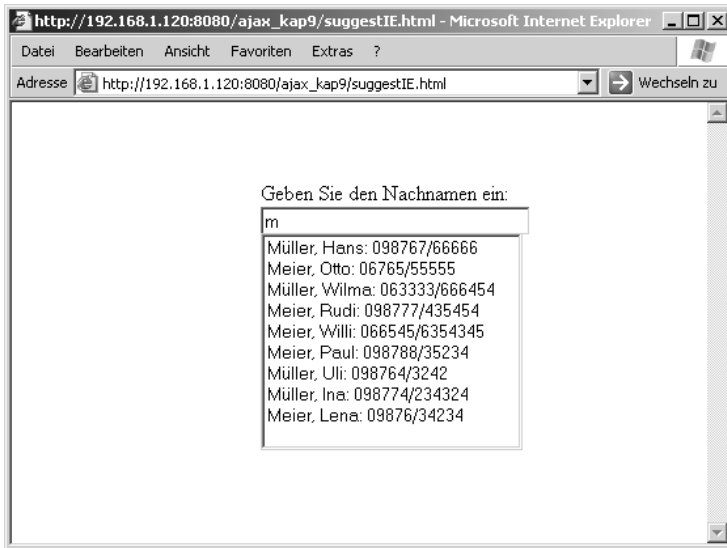 http://192.168.1.120:8080/ajax_kap9/suggestIE.html - Microsoft Internet Explorer
Datei Bearbeiten Ansicht Favoriten Extras ?
Adresse http://192.168.1.120:8080/ajax_kap9/suggestIE.html Wechseln zu
Geben Sie den Nachnamen ein:
m
Müller, Hans: 098767/66666
Meier, Otto: 06765/55555
Müller, Wilma: 063333/666454
Meier, Rudi: 098777/435454
Meier, Willi: 066545/6354345
Meier, Paul: 098788/35234
Müller, Uli: 098764/3242
Müller, Ina: 098774/234324
Meier, Lena: 09876/34234